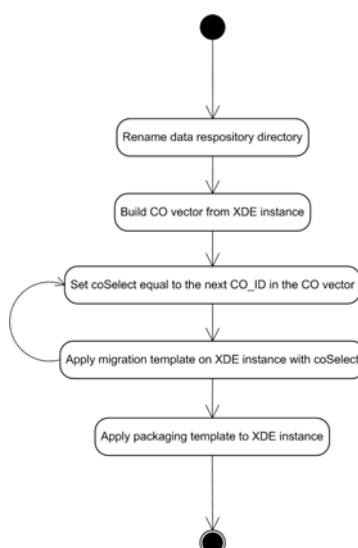 Rename data respository directory
Build CO vector from XDE instance
Set coSelect equal to the next CO_ID in the CO vector
Apply migration template on XDE instance with coSelect
Apply packaging template to XDE instance